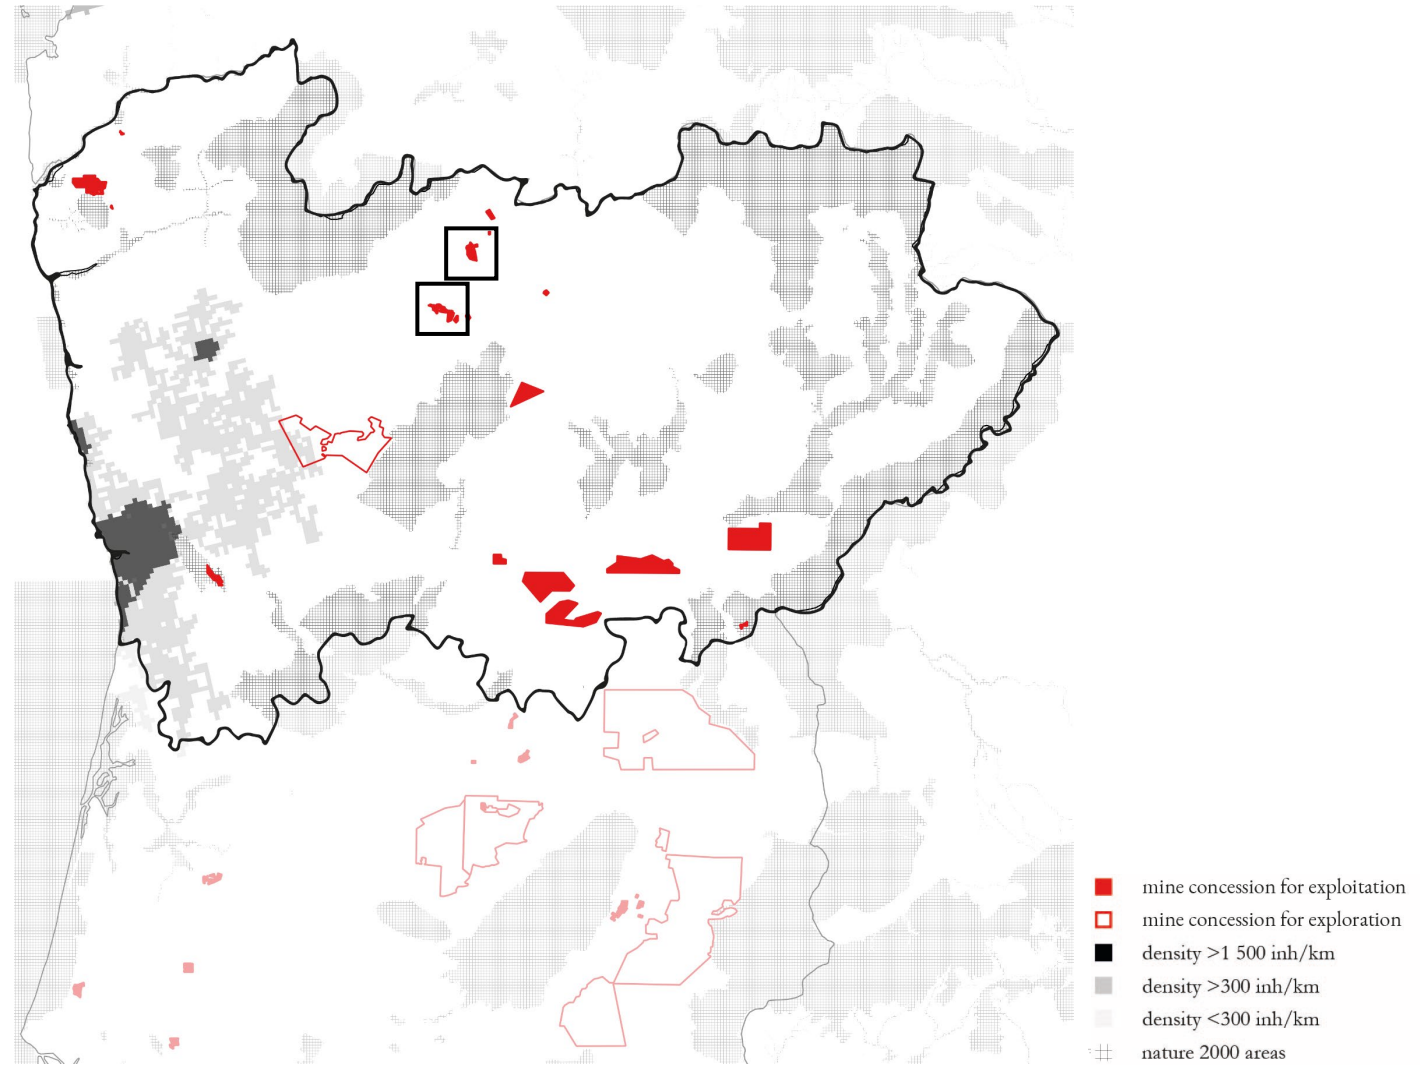 mine concession for exploitation
mine concession for exploration
density >1 500 inh/km
density >300 inh/km
density <300 inh/km
nature 2000 areas